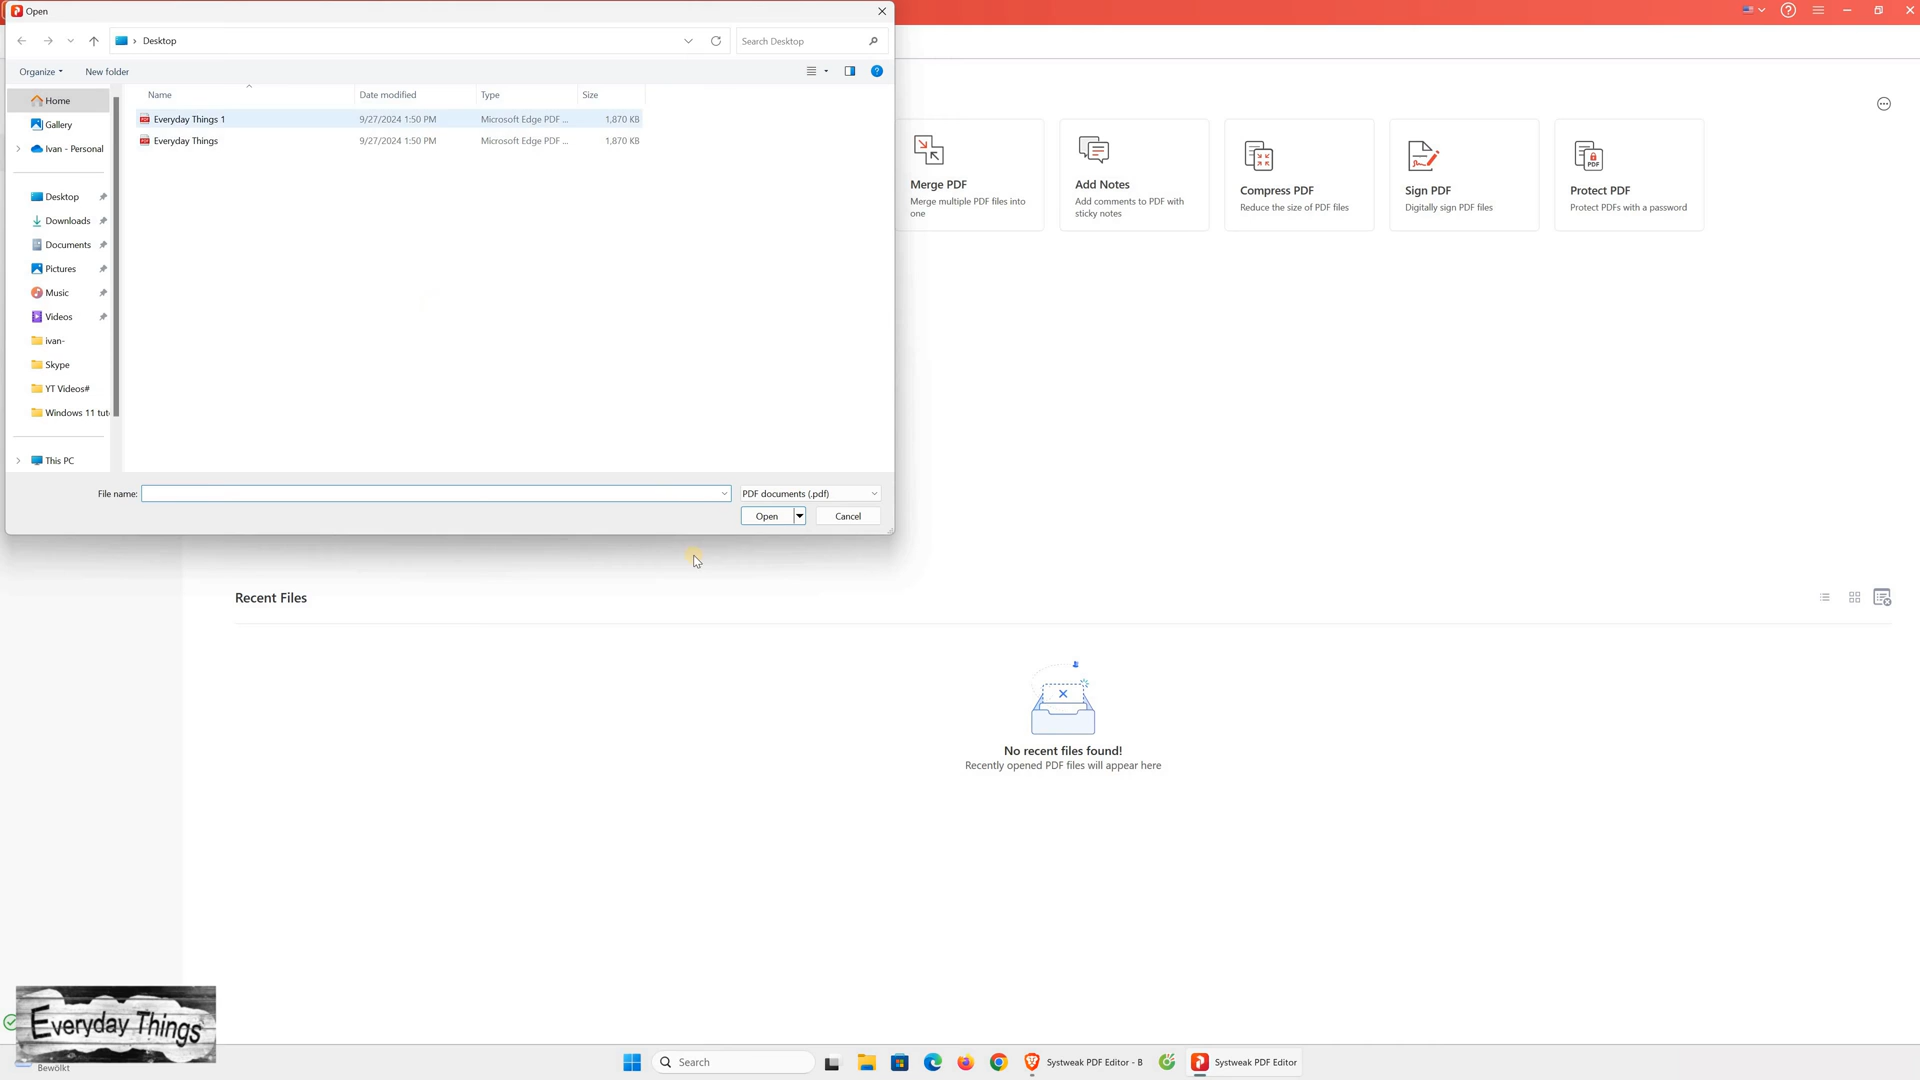 Open
Desktop
Search Desktop
Organize
New folder
Home
Gallery
Ivan - Personal
Desktop
Downloads
Documents
Pictures
Music
Videos
ivan-
Skype
YT Videos#
Windows 11 tut
This PC
Name
Date modified
Type
Size
Everyday Things 1
9/27/2024 1:50 PM
Microsoft Edge PDF ...
1,870 KB
Everyday Things
9/27/2024 1:50 PM
Microsoft Edge PDF ...
1,870 KB
File name:
PDF documents (.pdf)
Open
Cancel
Merge PDF
Merge multiple PDF files into
one
Add Notes
Add comments to PDF with
sticky notes
Compress PDF
Reduce the size of PDF files
Sign PDF
Digitally sign PDF files
PDF
Protect PDF
Protect PDFs with a password
Recent Files
No recent files found!
Recently opened PDF files will appear here
Everyday Things
Bewölkt
Search
Systweak PDF Editor - B
Systweak PDF Editor